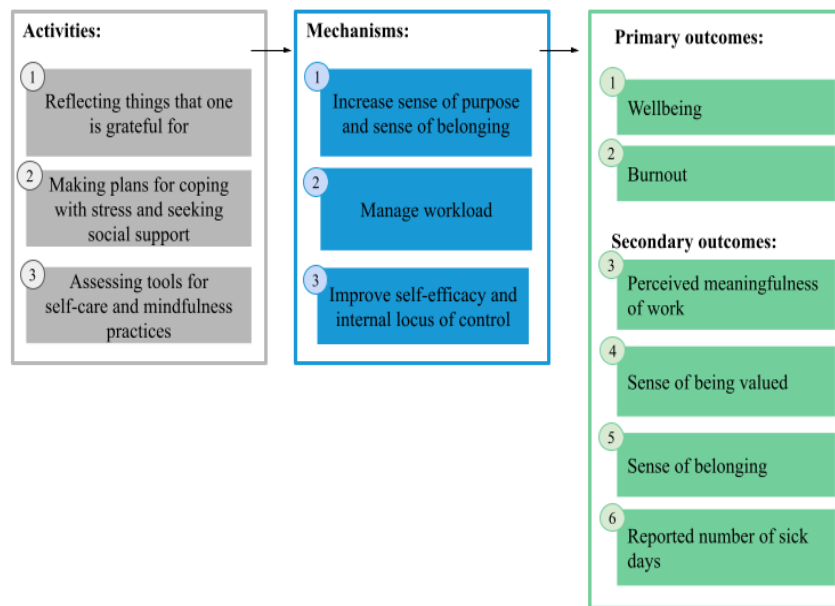 Activities:
1
Reflecting things that one
is grateful for
2
Making plans for coping
with stress and seeking
social support
3
Assessing tools for
self-care and mindfulness
practices
Mechanisms:
1
Increase sense of purpose
and sense of belonging
2
Manage workload
3
Improve self-efficacy and
internal locus of control
Primary outcomes:
1
Wellbeing
2
Burnout
Secondary outcomes:
3
Perceived meaningfulness
of work
4
Sense of being valued
5
Sense of belonging
6
Reported number of sick
days